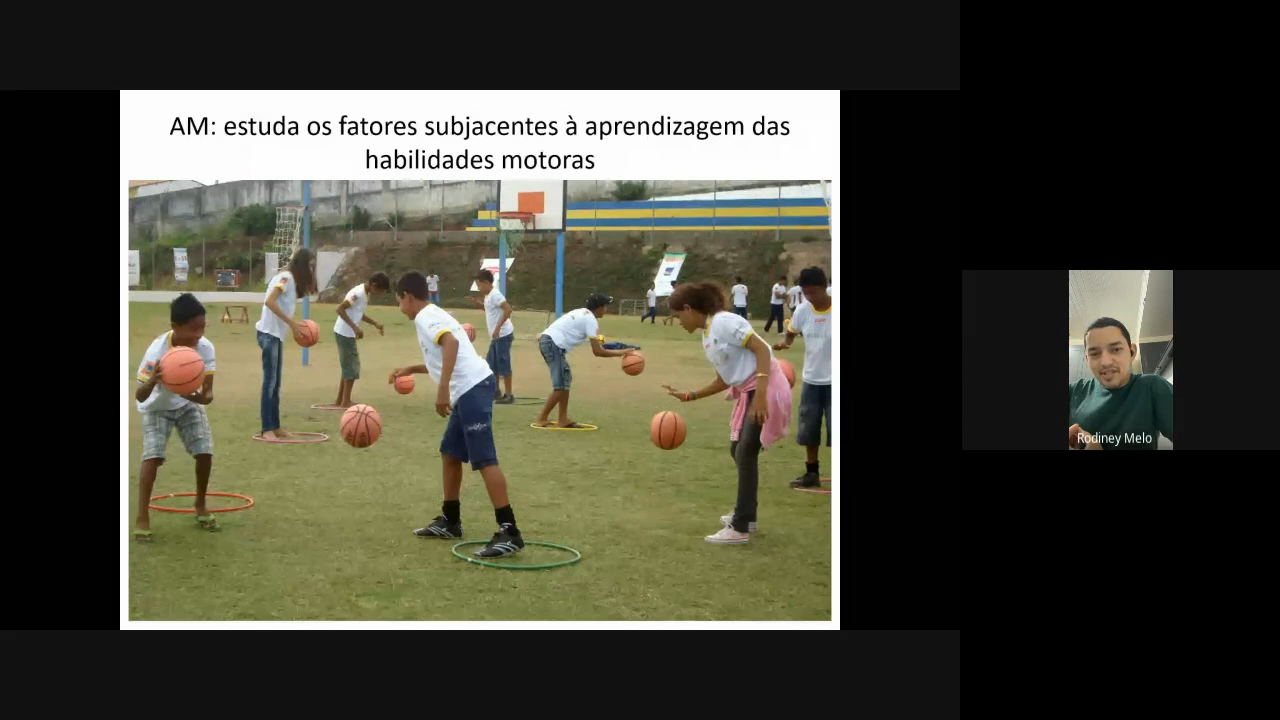 AM: estuda os fatores subjacentes à aprendizagem das
habilidades motoras
Rodiney Melo